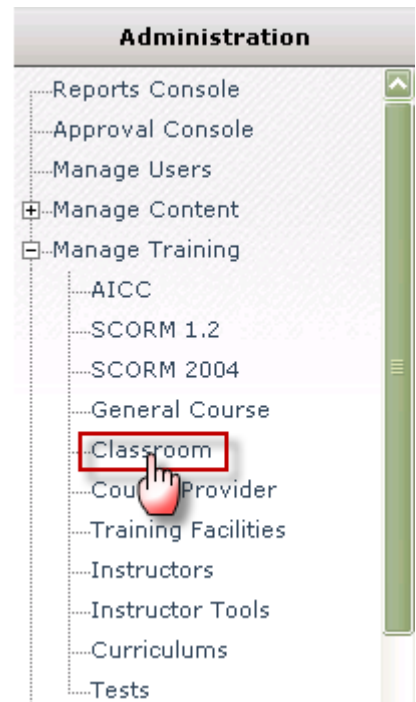 Administration
Reports Console
Approval Console
Manage Users
Manage Content
Manage Training
AICC
SCORM 1.2
SCORM 2004
General Course
Classroom
Provider
Training Facilities
Instructors
Instructor Tools
Curriculums
Tests